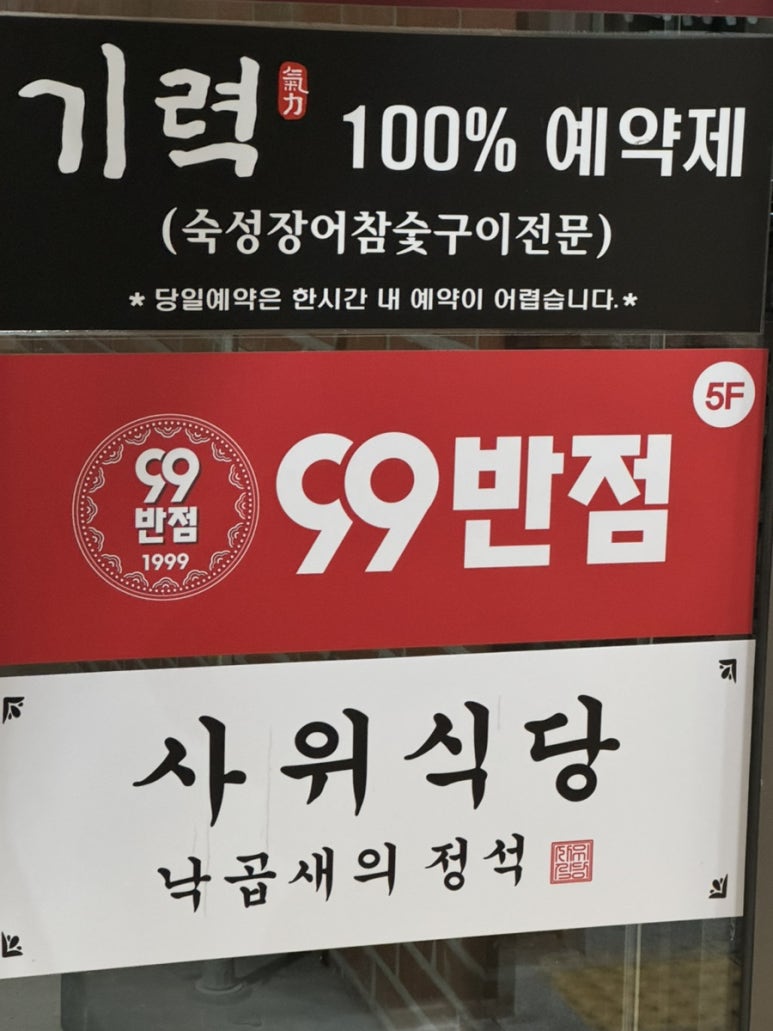 기력 氣力 100% 예약제
(숙성장어참숯구이전문)
* 당일예약은 한시간 내 예약이 어렵습니다.*
5F
99
반점
1999
99반점
사위식당
낙곱새의 정석